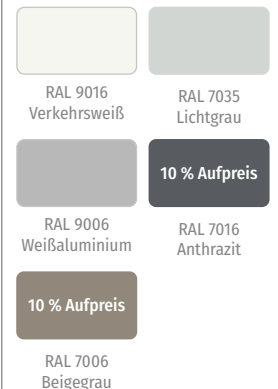 RAL 9016
Verkehrsweiß
RAL 7035
Lichtgrau
10 % Aufpreis
RAL 9006
Weißaluminium
RAL 7016
Anthrazit
10 % Aufpreis
RAL 7006
Beigegrau